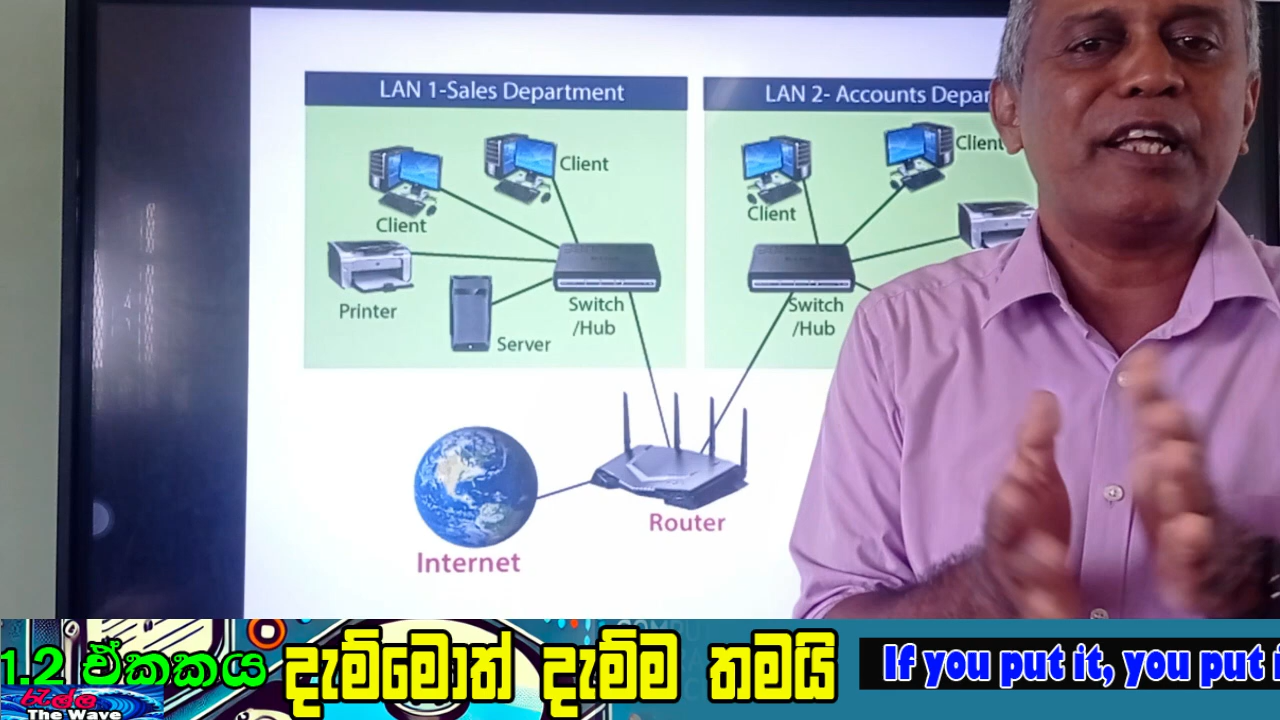 LAN 1-Sales Department
LAN 2- Accounts
Client
Client
Client
Client
Printer
Server
Switch
/Hub
Switch
/Hub
Router
Internet
1.2 ඒකකය
දැම්මොත් දැම්ම තමයි
If you put it, you put
රැල්ල
The Wave